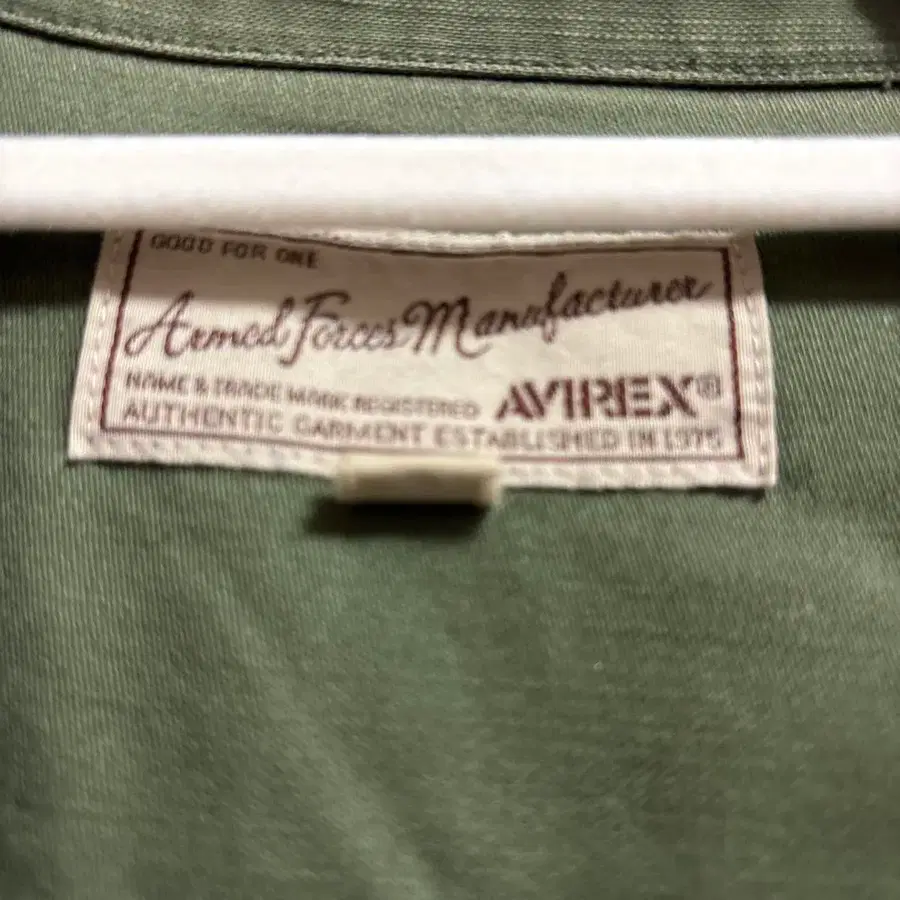 GOOD FOR ONE
Armed Forces Manufacturer
NAME & TRADE MARK REGISTERED AVIREX®
AUTHENTIC GARMENT ESTABLISHED IN 1975